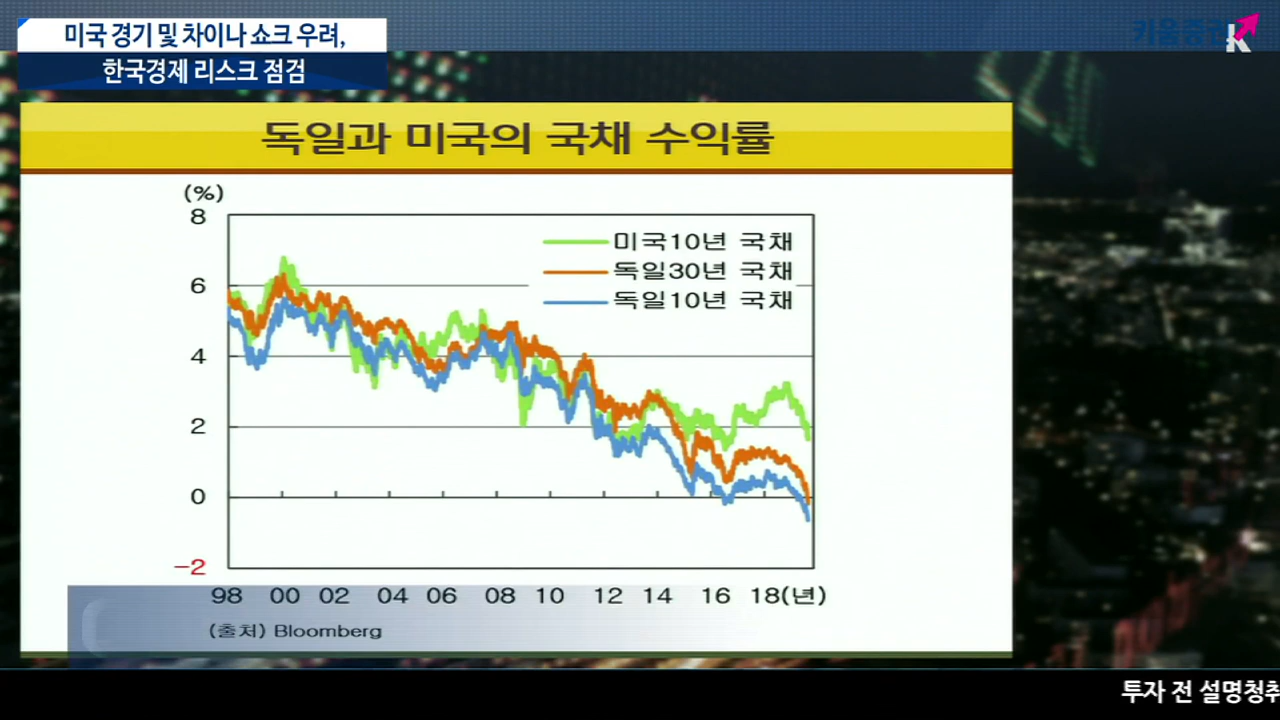 미국 경기 및 차이나 쇼크 우려,
한국경제 리스크 점검
키움증권
독일과 미국의 국채 수익률
(%)
8
6
4
2
0
-2
미국10년 국채
독일30년 국채
독일10년 국채
98 00 02 04 06 08 10 12 14 16 18(년)
(출처) Bloomberg
투자 전 설명청취